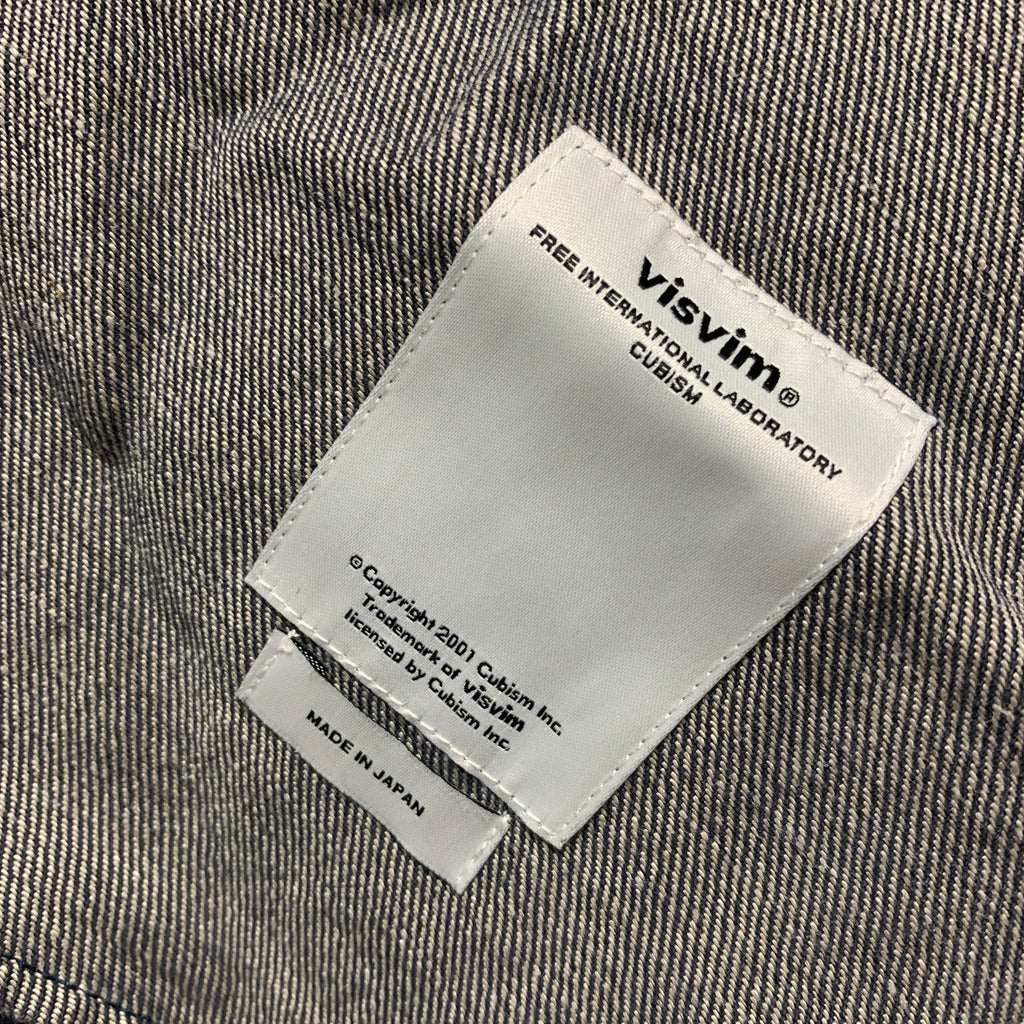 visvim®
FREE INTERNATIONAL LABORATORY
CUBISM
© Copyright 2001 Cubism Inc.
Trademark of visvim
licensed by Cubism Inc.
MADE IN JAPAN